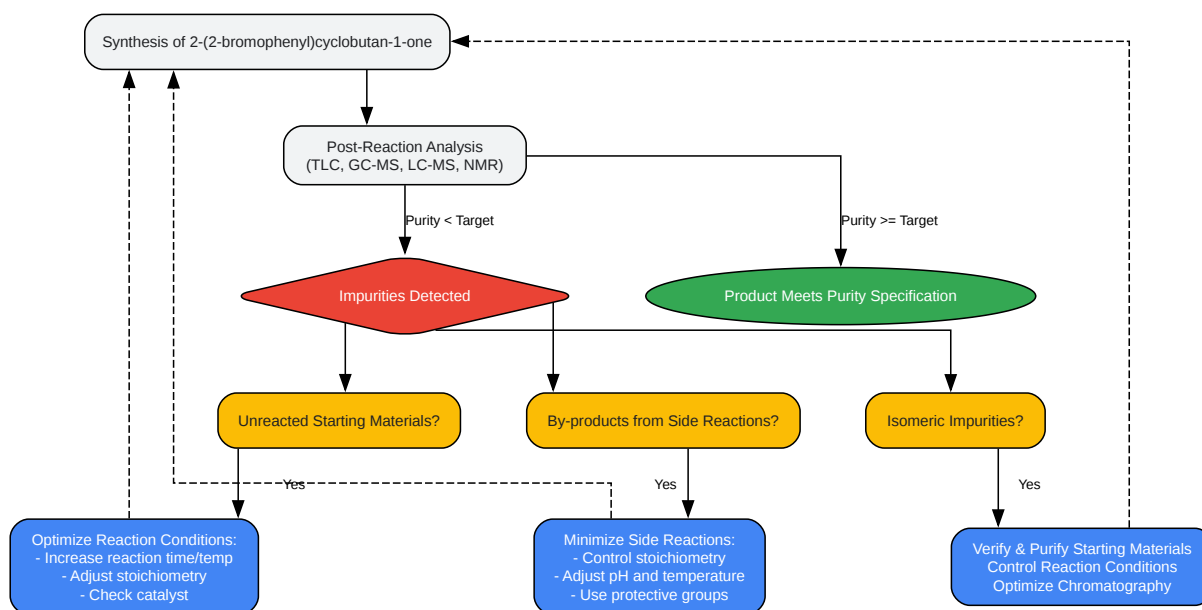 Synthesis of 2-(2-bromophenyl)cyclobutan-1-one
Post-Reaction Analysis
(TLC, GC-MS, LC-MS, NMR)
Purity < Target
Purity >= Target
Impurities Detected
Product Meets Purity Specification
Unreacted Starting Materials?
By-products from Side Reactions?
Isomeric Impurities?
Yes
Yes
Yes
Optimize Reaction Conditions:
- Increase reaction time/temp
- Adjust stoichiometry
- Check catalyst
Minimize Side Reactions:
- Control stoichiometry
- Adjust pH and temperature
- Use protective groups
Verify & Purify Starting Materials
Control Reaction Conditions
Optimize Chromatography